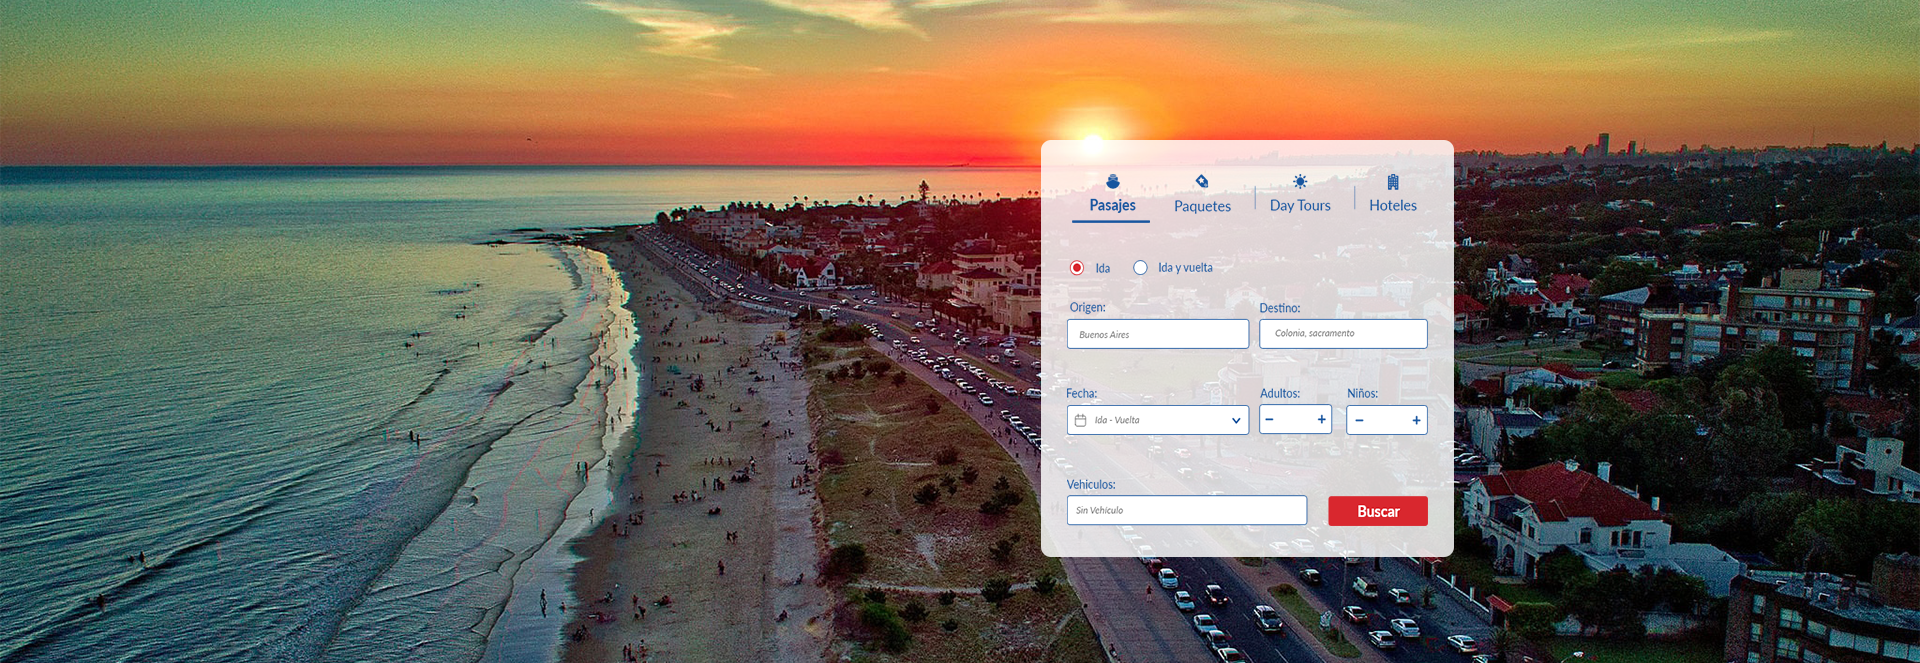 Pasajes
Paquetes
Day Tours
Hoteles
Ida
Ida y vuelta
Origen:
Destino:
Buenos Aires
Colonia, sacramento
Fecha:
Adultos:
Niños:
Ida - Vuelta
− +
− +
Vehiculos:
Sin Vehículo
Buscar